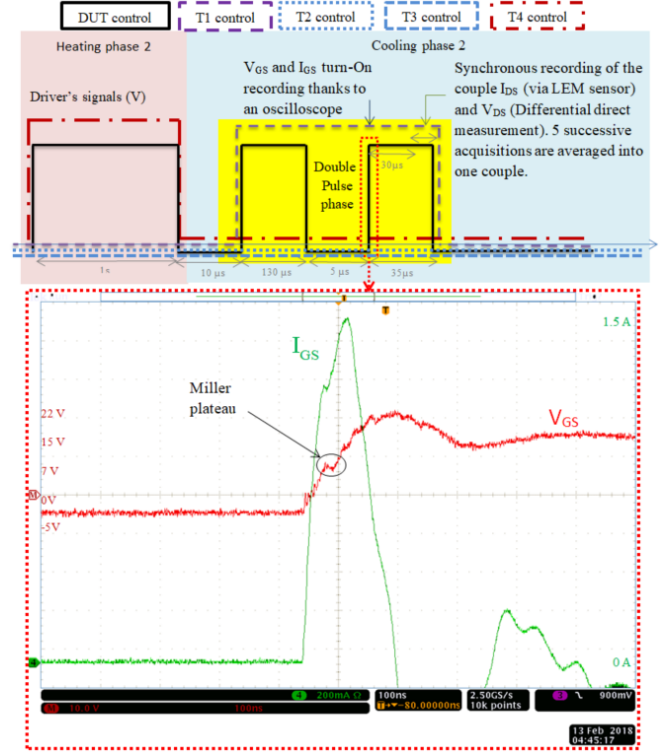 DUT control
T1 control
T2 control
T3 control
T4 control
Heating phase 2
Cooling phase 2
Driver's signals (V)
VGS and IGS turn-On
recording thanks to
an oscilloscope
Synchronous recording of the
couple IDS (via LEM sensor)
and VDS (Differential direct
measurement). 5 successive
acquisitions are averaged into
one couple.
Double
Pulse
phase
30µs
1s
10 µs
130 µs
5 µs
35µs
T
IGS
1.5 A
Miller
plateau
VGS
22 V
15 V
7 V
M
0V
-5V
4
0 A
4 200mA Ω
100ns
2.50GS/s
3
900mV
M 10.0 V
100ns
T→▼-80.00000ns
10k points
13 Feb 2018
04:45:17